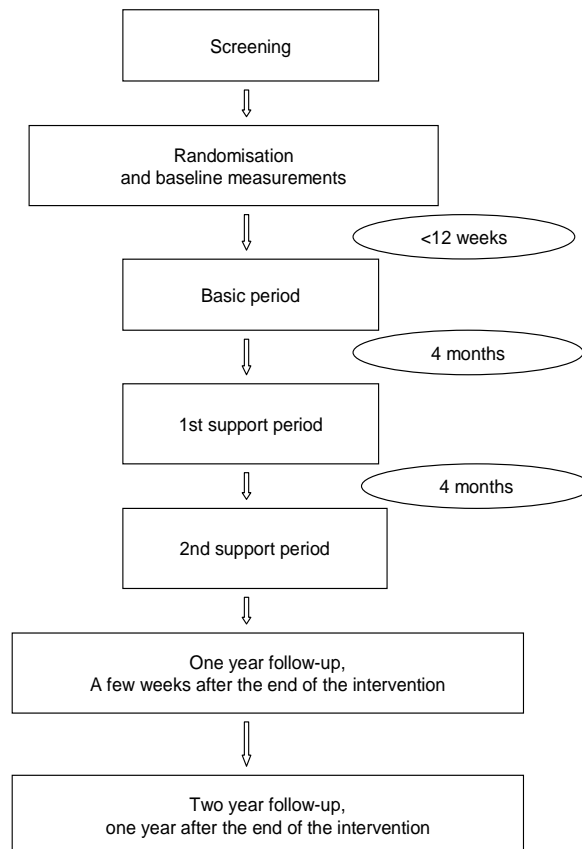 Screening
Randomisation
and baseline measurements
<12 weeks
Basic period
4 months
1st support period
4 months
2nd support period
One year follow-up,
A few weeks after the end of the intervention
Two year follow-up,
one year after the end of the intervention